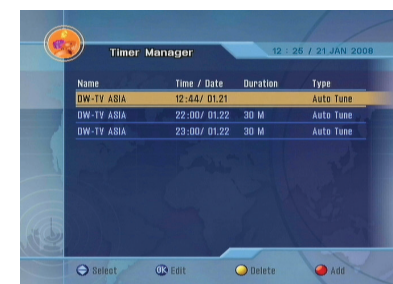 Timer Manager 12 : 26 / 21 JAN 2008
Name Time / Date Duration Type
DW-TV ASIA 12:44/ 01.21 Auto Tune
DW-TV ASIA 22:00/ 01.22 30 M Auto Tune
DW-TV ASIA 23:00/ 01.22 30 M Auto Tune
Select OK Edit Delete Add